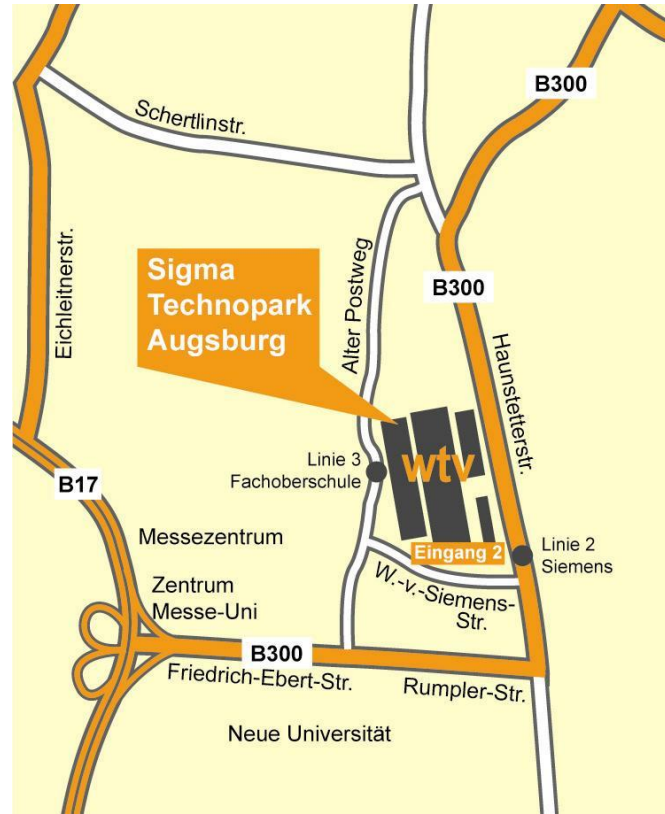 B300
Schertlinstr.
Eichleitnerstr.
Alter Postweg
B300
Sigma
Technopark
Augsburg
Haunstetterstr.
Linie 3
Fachoberschule
wtv
B17
Messezentrum
Eingang 2
Linie 2
Siemens
Zentrum
Messe-Uni
W.-v.-Siemens-
Str.
B300
Friedrich-Ebert-Str.
Rumpler-Str.
Neue Universität